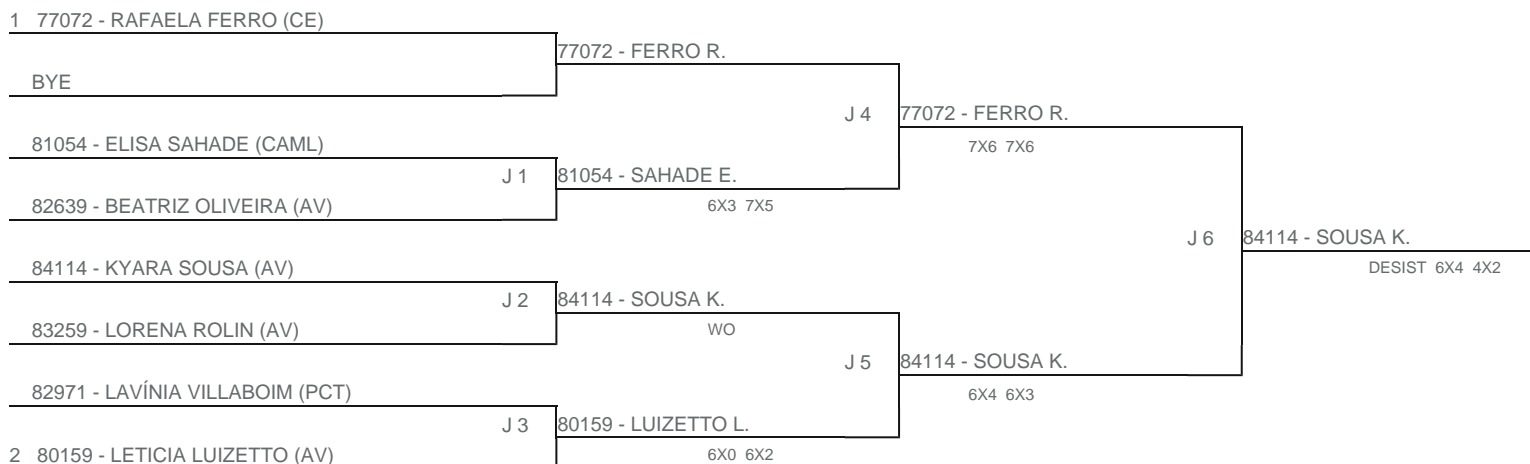 1 77072 - RAFAELA FERRO (CE)
77072 - FERRO R.
BYE
J 4
77072 - FERRO R.
7X6 7X6
81054 - ELISA SAHADE (CAML)
J 1
81054 - SAHADE E.
6X3 7X5
82639 - BEATRIZ OLIVEIRA (AV)
J 6
84114 - SOUSA K.
DESIST 6X4 4X2
84114 - KYARA SOUSA (AV)
J 2
84114 - SOUSA K.
WO
83259 - LORENA ROLIN (AV)
J 5
84114 - SOUSA K.
6X4 6X3
82971 - LAVÍNIA VILLABOIM (PCT)
J 3
80159 - LUIZETTO L.
6X0 6X2
2 80159 - LETICIA LUIZETTO (AV)